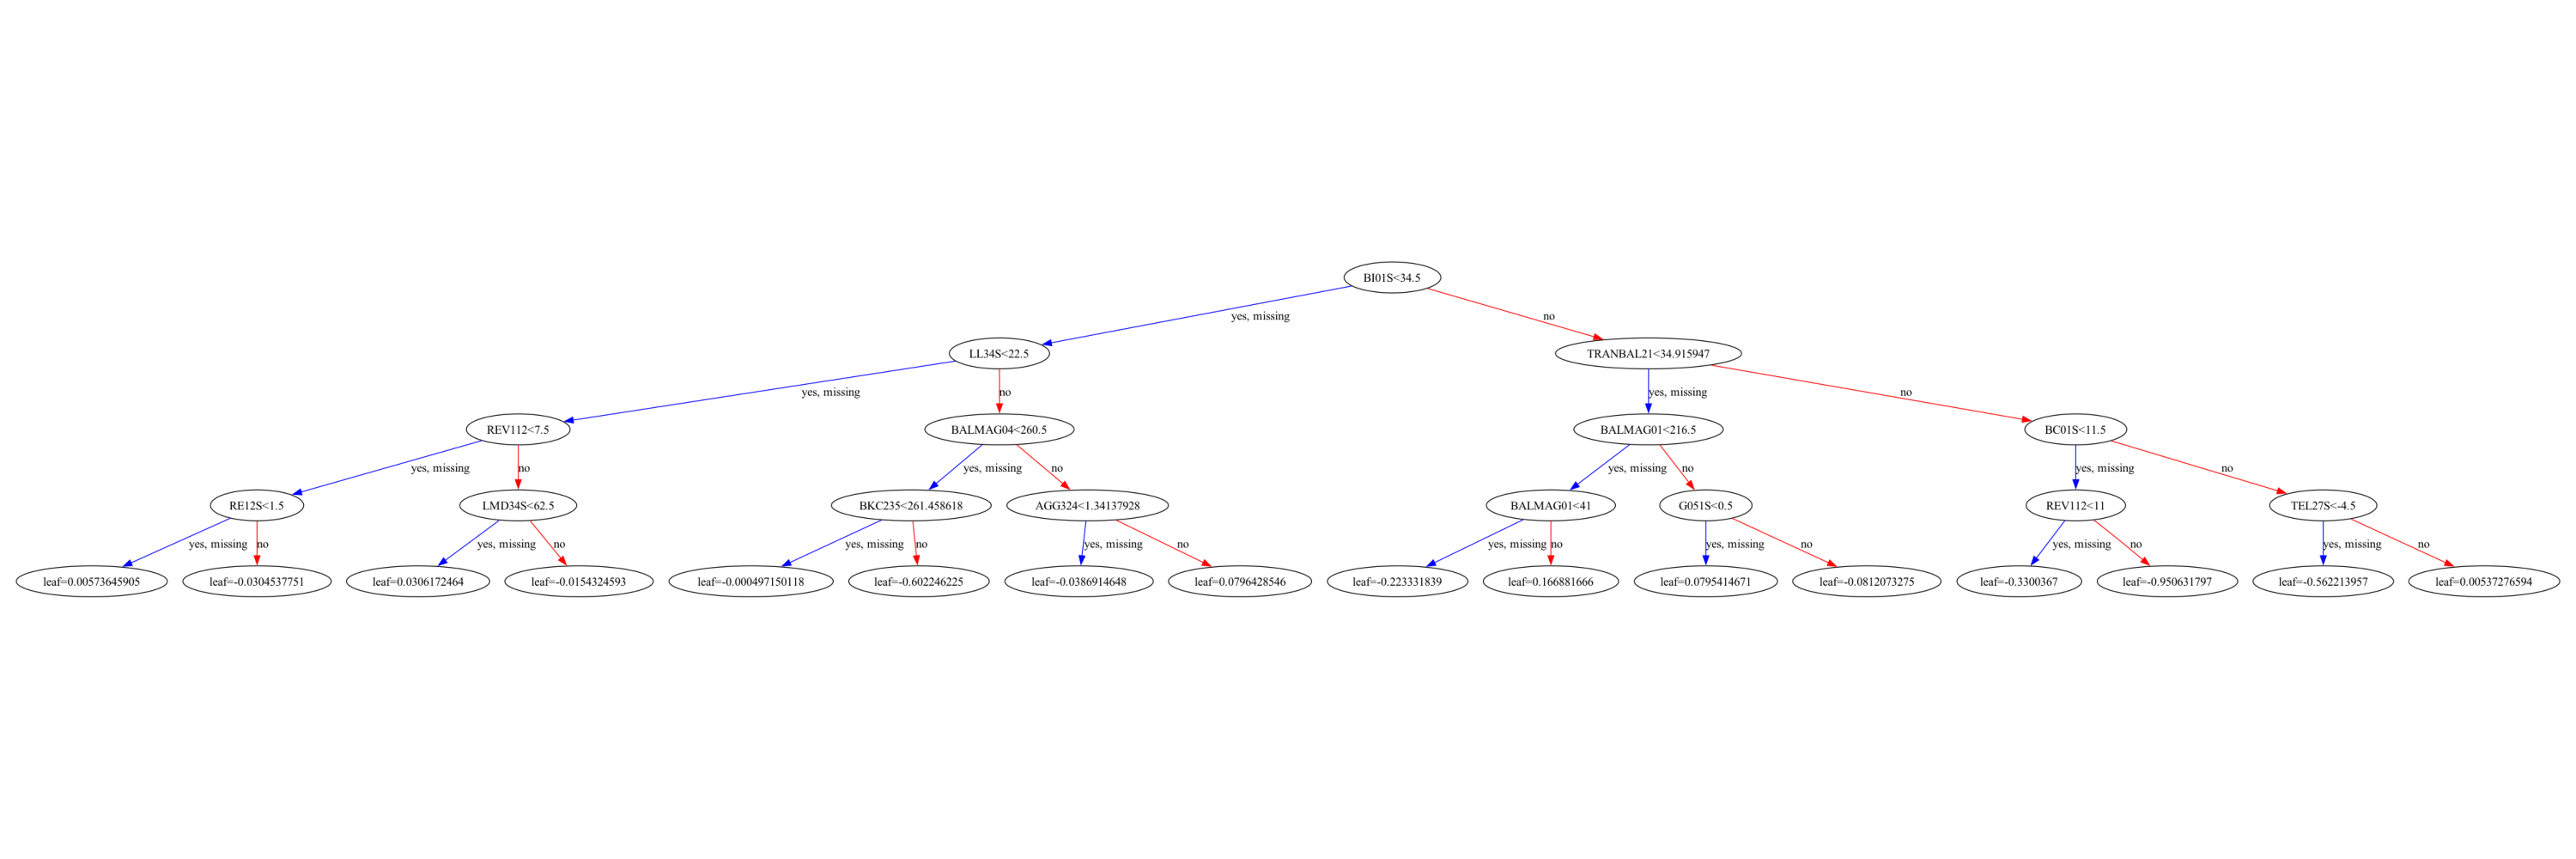 BI01S<34.5
yes, missing
no
LL34S<22.5
TRANBAL21<34.915947
yes, missing
no
yes, missing
no
REV112<7.5
BALMAG04<260.5
BALMAG01<216.5
BC01S<11.5
yes, missing
no
yes, missing
no
yes, missing
no
yes, missing
no
RE12S<1.5
LMD34S<62.5
BKC235<261.458618
AGG324<1.34137928
BALMAG01<41
G051S<0.5
REV112<11
TEL27S<-4.5
yes, missing
no
yes, missing
no
yes, missing
no
yes, missing
no
yes, missing
no
yes, missing
no
yes, missing
no
yes, missing
no
leaf=0.00573645905
leaf=-0.0304537751
leaf=0.0306172464
leaf=-0.0154324593
leaf=-0.000497150118
leaf=-0.602246225
leaf=-0.0386914648
leaf=0.0796428546
leaf=-0.223331839
leaf=0.166881666
leaf=0.0795414671
leaf=-0.0812073275
leaf=-0.3300367
leaf=-0.950631797
leaf=-0.562213957
leaf=0.00537276594